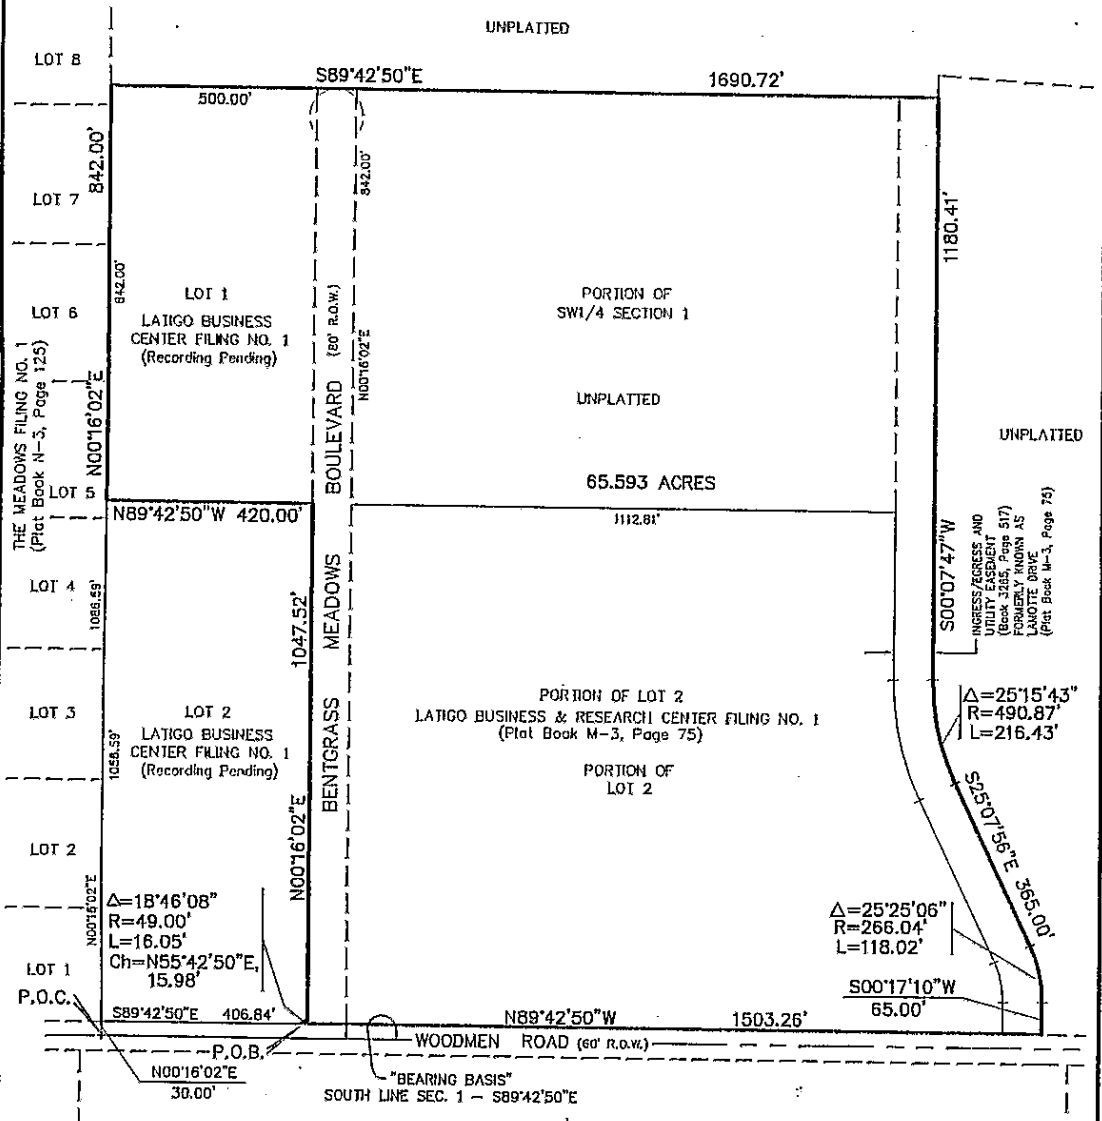 UNPLATTED
LOT 8
S89°42'50"E
1690.72'
500.00'
842.00'
842.00'
LOT 7
1180.41'
842.00'
LOT 6
LOT 1
LATIGO BUSINESS
CENTER FILING NO. 1
(Recording Pending)
(80' R.O.W.)
N00°16'02"E
PORTION OF
SW1/4 SECTION 1
UNPLATTED
UNPLATTED
THE MEADOWS FILING NO. 1
(Plat Book N-3, Page 125)
N00°16'02"E
BENTGRASS MEADOWS BOULEVARD
65.593 ACRES
LOT 5
N89°42'50"W 420.00'
1112.81'
S00°07'47"W
INGRESS/EGRESS AND
UTILITY EASEMENT
(Book 3265, Page 517)
FORMERLY KNOWN AS
LAMOTTE DRIVE
(Plat Book M-3, Page 75)
LOT 4
1047.52'
LOT 3
LOT 2
LATIGO BUSINESS
CENTER FILING NO. 1
(Recording Pending)
PORTION OF LOT 2
LATIGO BUSINESS & RESEARCH CENTER FILING NO. 1
(Plat Book M-3, Page 75)
PORTION OF
LOT 2
Δ=25°15'43"
R=490.87'
L=216.43'
S25°07'56"E 365.00'
LOT 2
N00°16'02"E
N00°16'02"E
Δ=18°46'08"
R=49.00'
L=16.05'
Ch=N55°42'50"E,
15.98'
Δ=25°25'06"
R=266.04'
L=118.02'
LOT 1
P.O.C.
S00°17'10"W
65.00'
S89°42'50"E 406.84'
N89°42'50"W 1503.26'
WOODMEN ROAD (60' R.O.W.)
P.O.B.
N00°16'02"E
30.00'
"BEARING BASIS"
SOUTH LINE SEC. 1 – S89°42'50"E